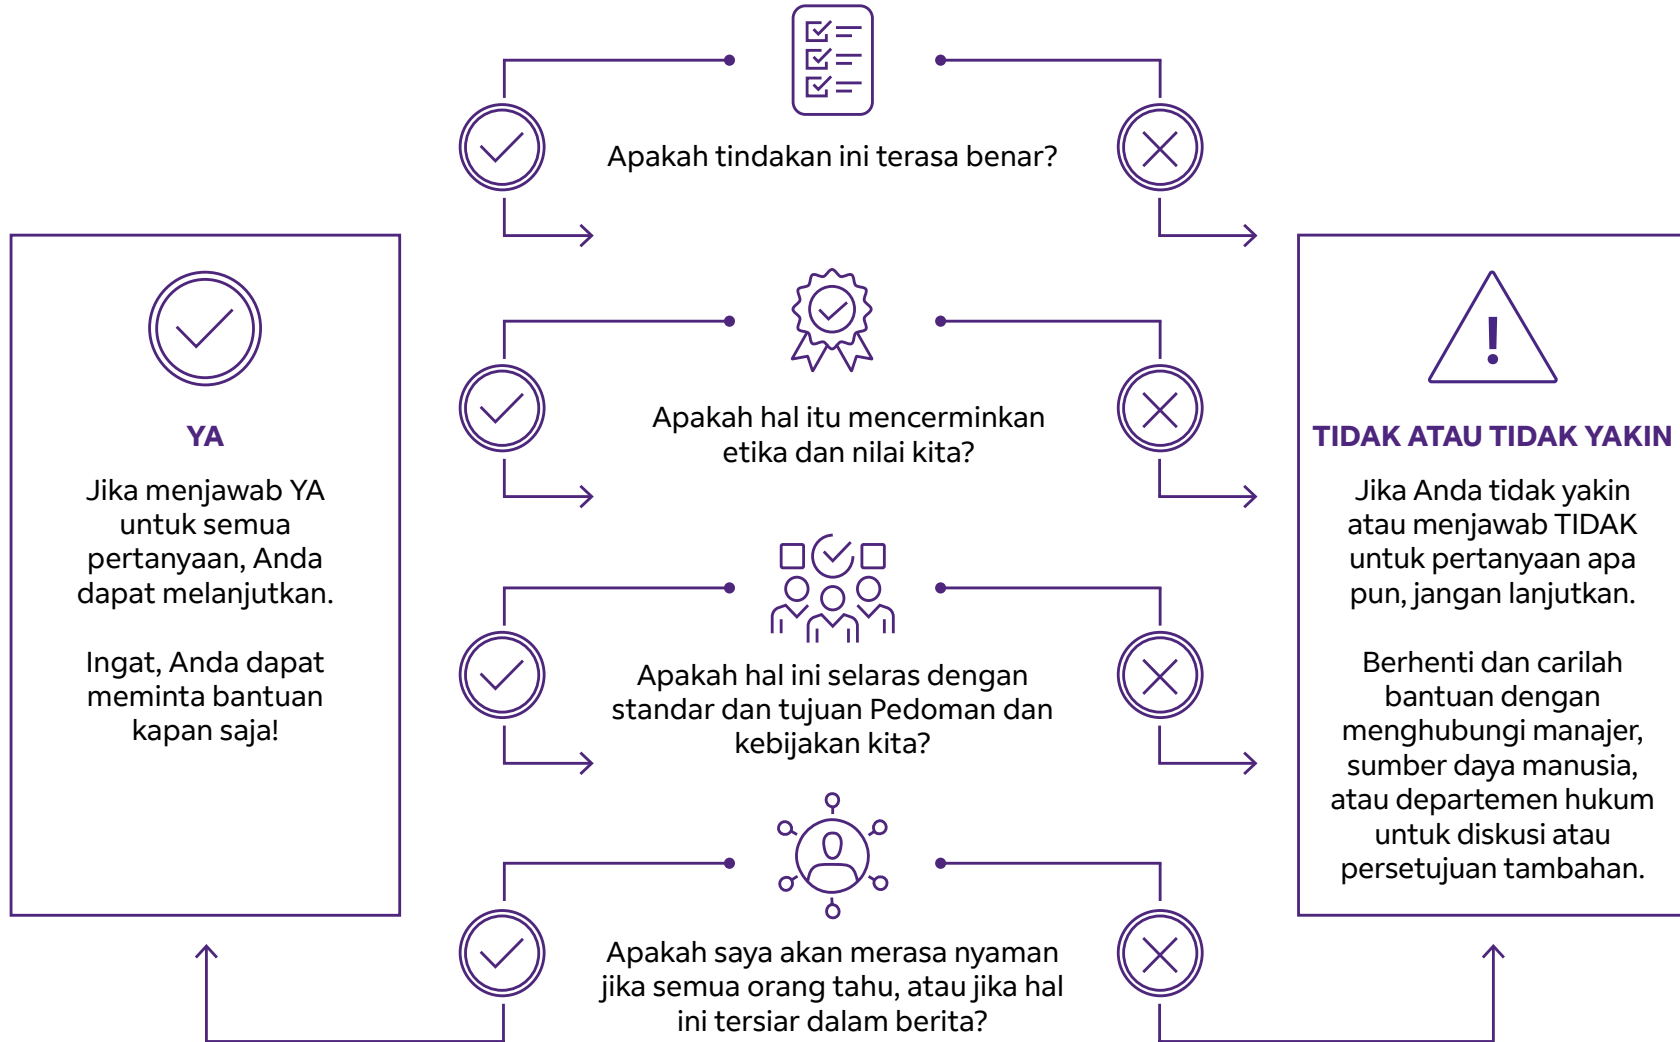 Apakah tindakan ini terasa benar?
Apakah hal itu mencerminkan
etika dan nilai kita?
Apakah hal ini selaras dengan
standar dan tujuan Pedoman dan
kebijakan kita?
Apakah saya akan merasa nyaman
jika semua orang tahu, atau jika hal
ini tersiar dalam berita?
YA
Jika menjawab YA
untuk semua
pertanyaan, Anda
dapat melanjutkan.
Ingat, Anda dapat
meminta bantuan
kapan saja!
TIDAK ATAU TIDAK YAKIN
Jika Anda tidak yakin
atau menjawab TIDAK
untuk pertanyaan apa
pun, jangan lanjutkan.
Berhenti dan carilah
bantuan dengan
menghubungi manajer,
sumber daya manusia,
atau departemen hukum
untuk diskusi atau
persetujuan tambahan.